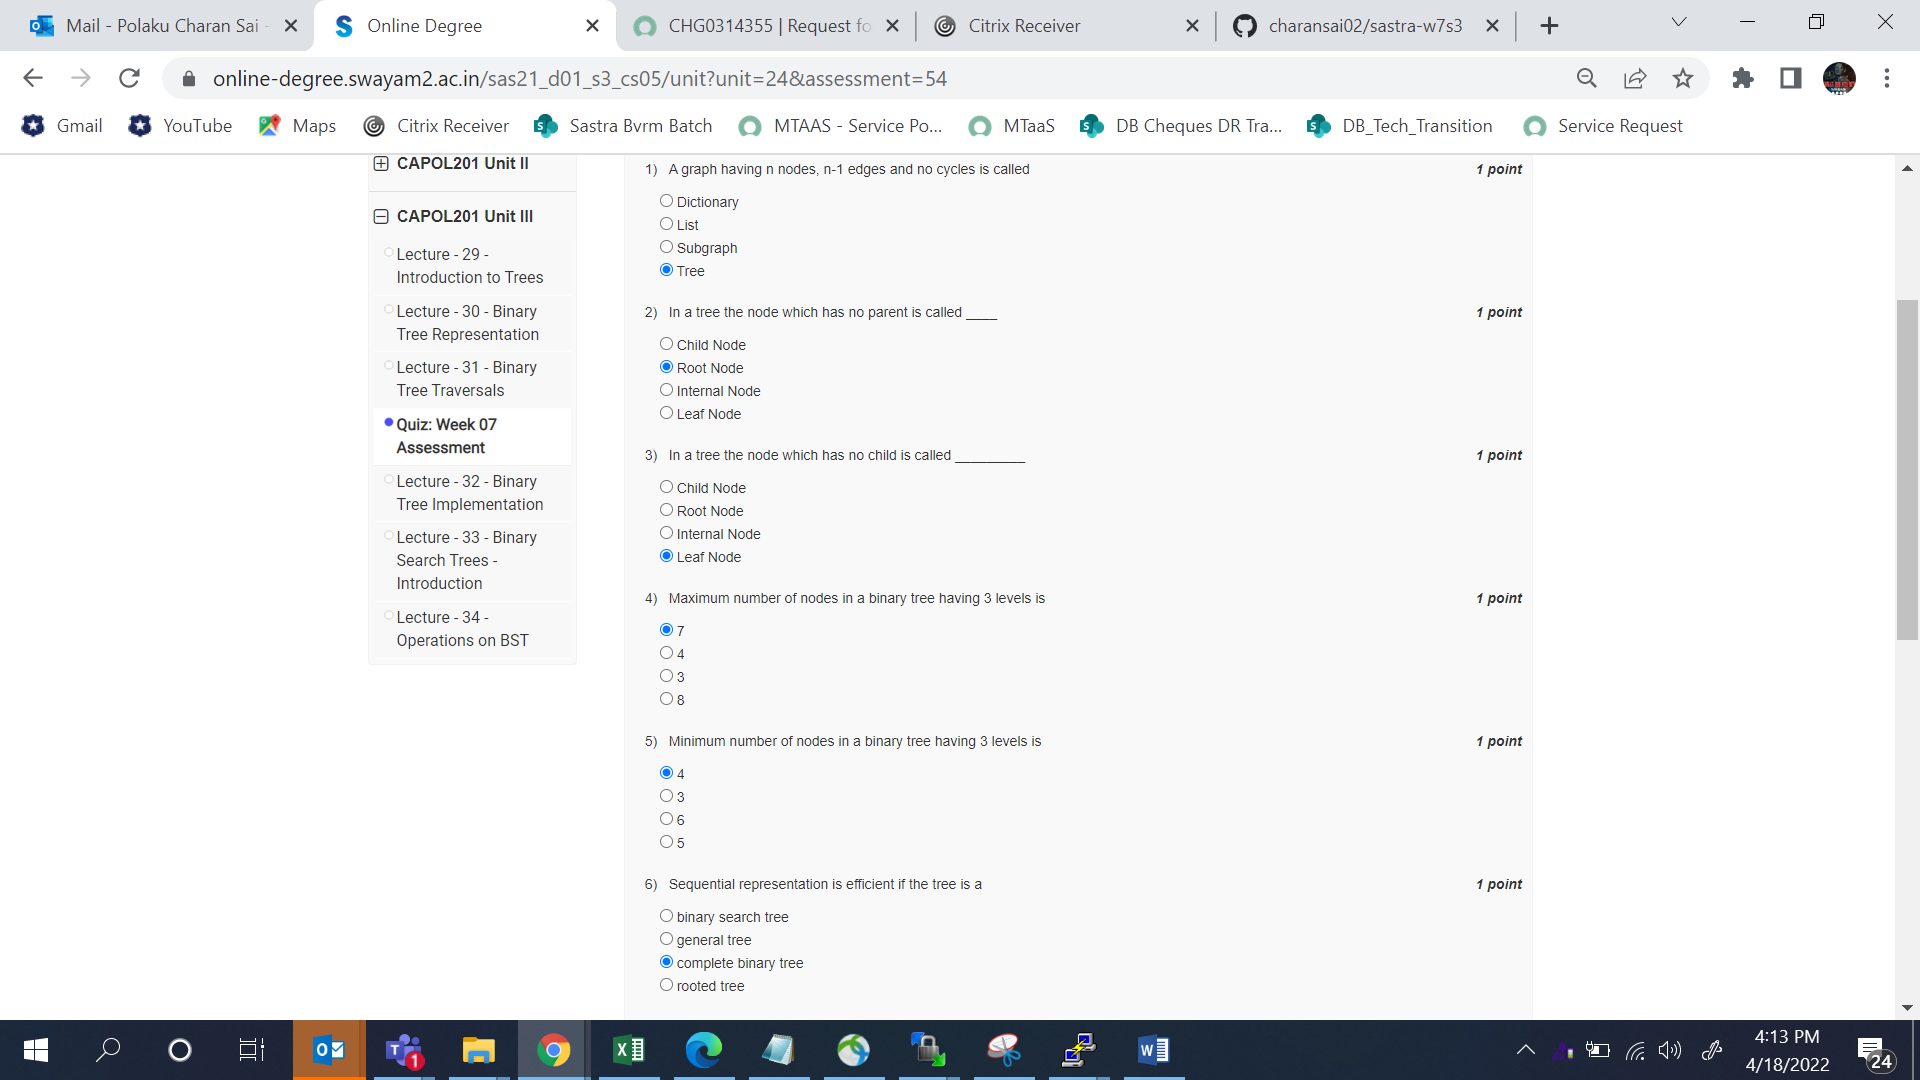 Mail - Polaku Charan Sai -
Online Degree
CHG0314355 | Request fo
Citrix Receiver
charansai02/sastra-w7s3
online-degree.swayam2.ac.in/sas21_d01_s3_cs05/unit?unit=24&assessment=54
Gmail
YouTube
Maps
Citrix Receiver
Sastra Bvrm Batch
MTAAS - Service Po...
MTaaS
DB Cheques DR Tra...
DB_Tech_Transition
Service Request
CAPOL201 Unit II
CAPOL201 Unit III
Lecture - 29 -
Introduction to Trees
Lecture - 30 - Binary
Tree Representation
Lecture - 31 - Binary
Tree Traversals
Quiz: Week 07
Assessment
Lecture - 32 - Binary
Tree Implementation
Lecture - 33 - Binary
Search Trees -
Introduction
Lecture - 34 -
Operations on BST
1) A graph having n nodes, n-1 edges and no cycles is called 1 point
Dictionary
List
Subgraph
Tree
2) In a tree the node which has no parent is called ____ 1 point
Child Node
Root Node
Internal Node
Leaf Node
3) In a tree the node which has no child is called _________ 1 point
Child Node
Root Node
Internal Node
Leaf Node
4) Maximum number of nodes in a binary tree having 3 levels is 1 point
7
4
3
8
5) Minimum number of nodes in a binary tree having 3 levels is 1 point
4
3
6
5
6) Sequential representation is efficient if the tree is a 1 point
binary search tree
general tree
complete binary tree
rooted tree
4:13 PM
4/18/2022
24
1